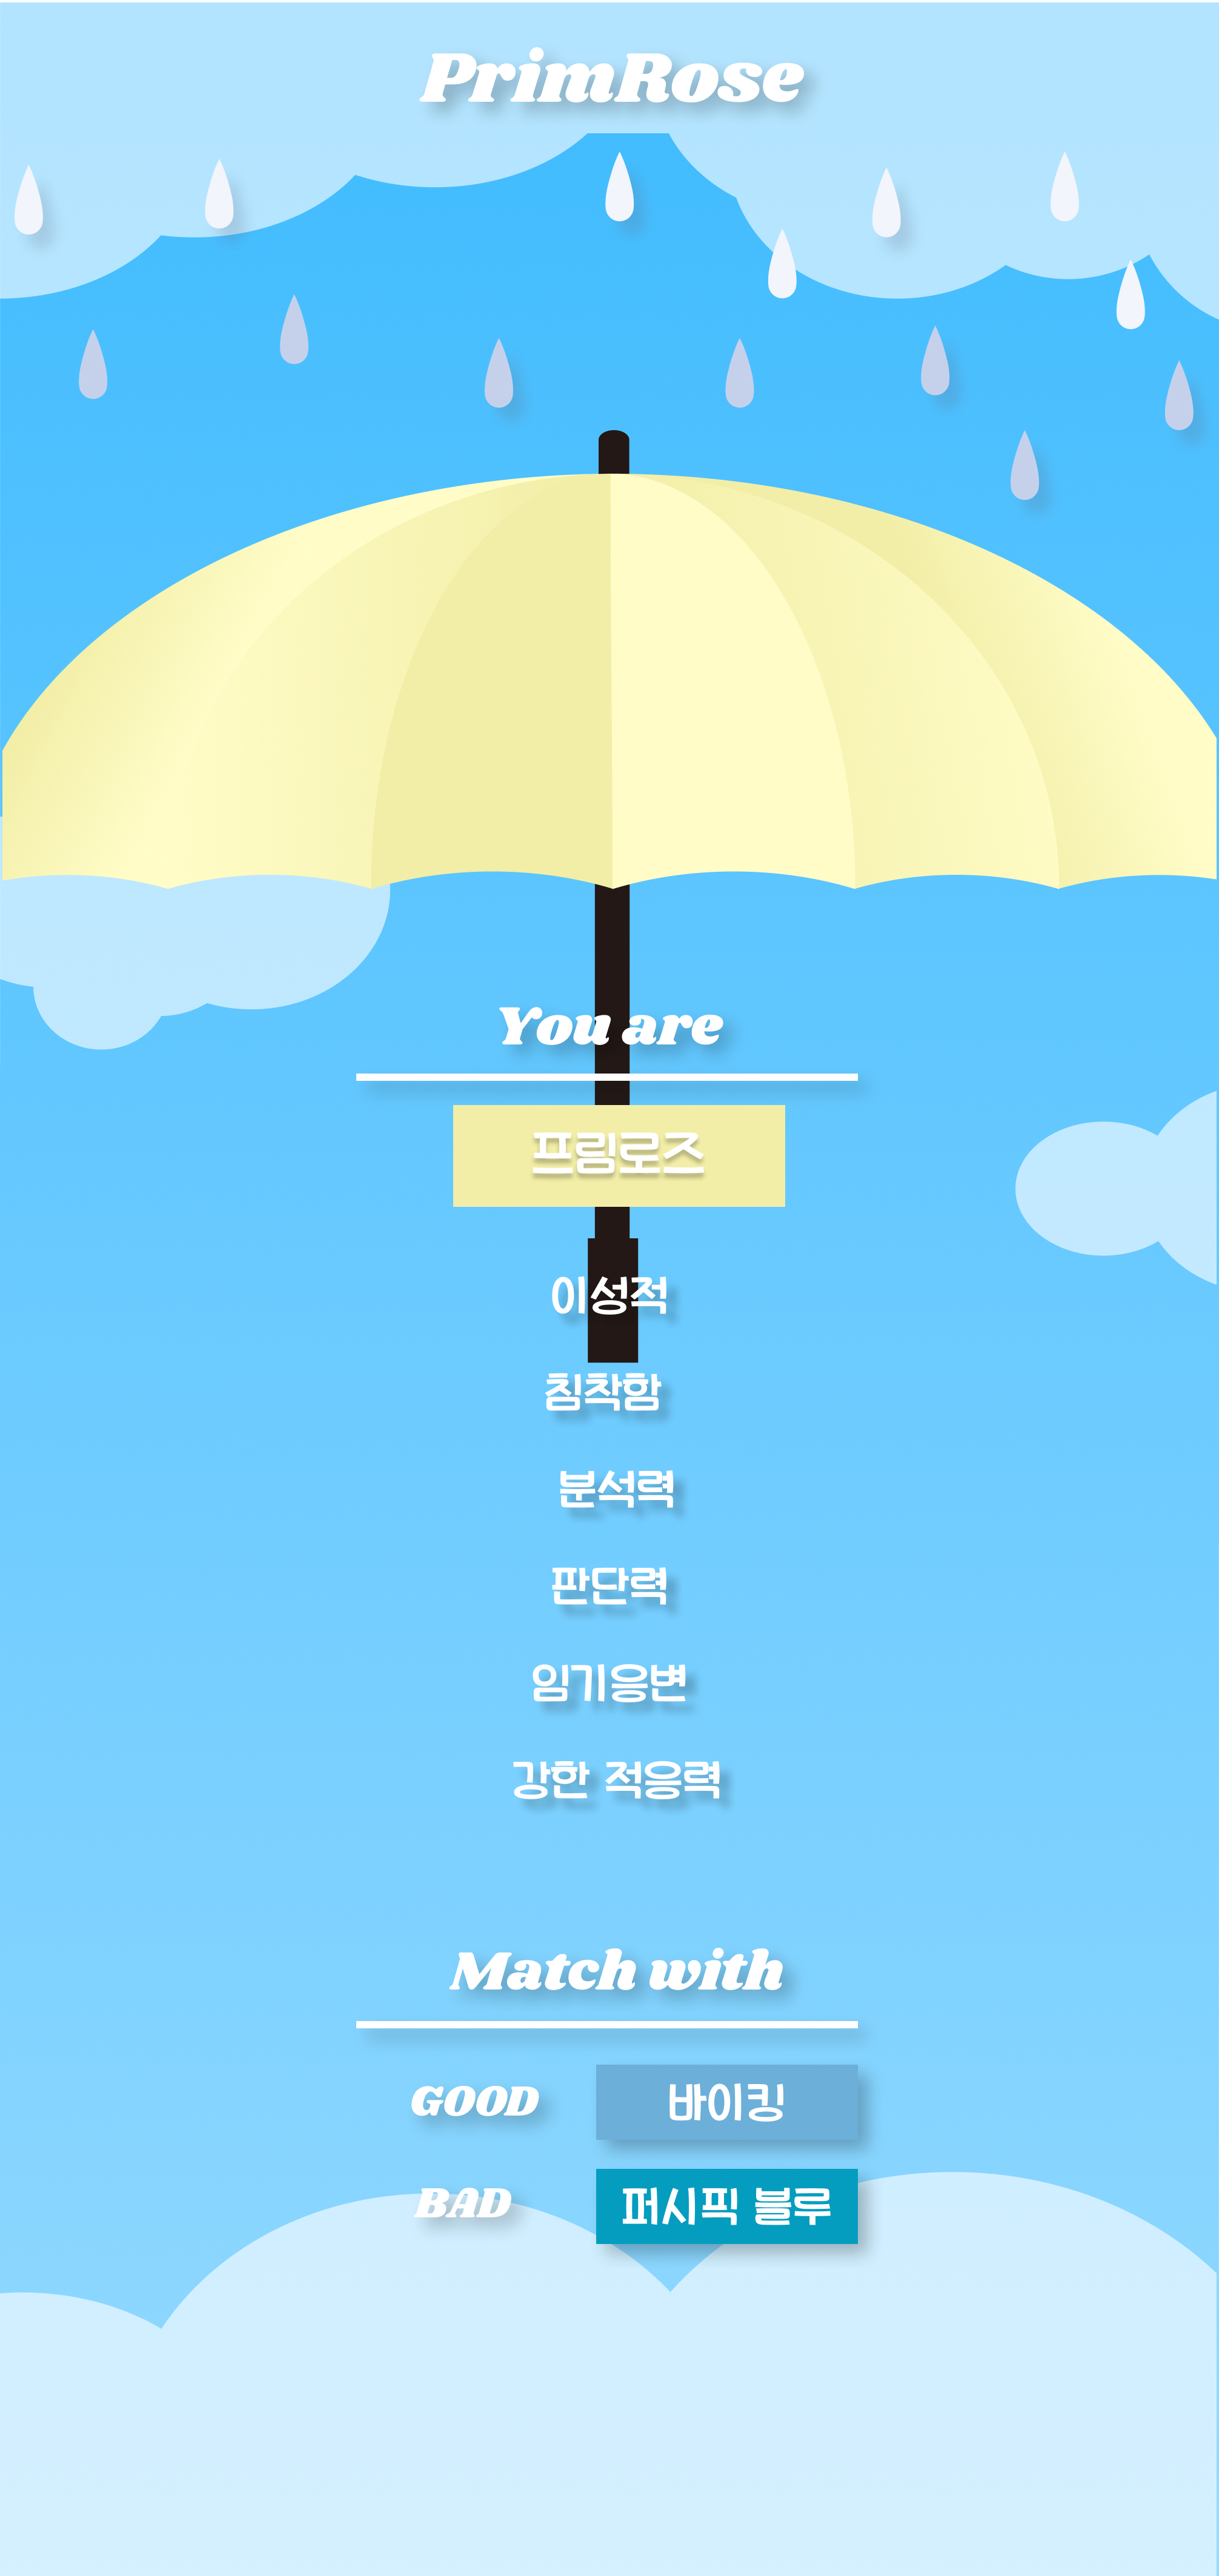 PrimRose
You are
프림로즈
이성적
침착함
분석력
판단력
임기응변
강한 적응력
Match with
GOOD 바이킹
BAD 퍼시픽 블루